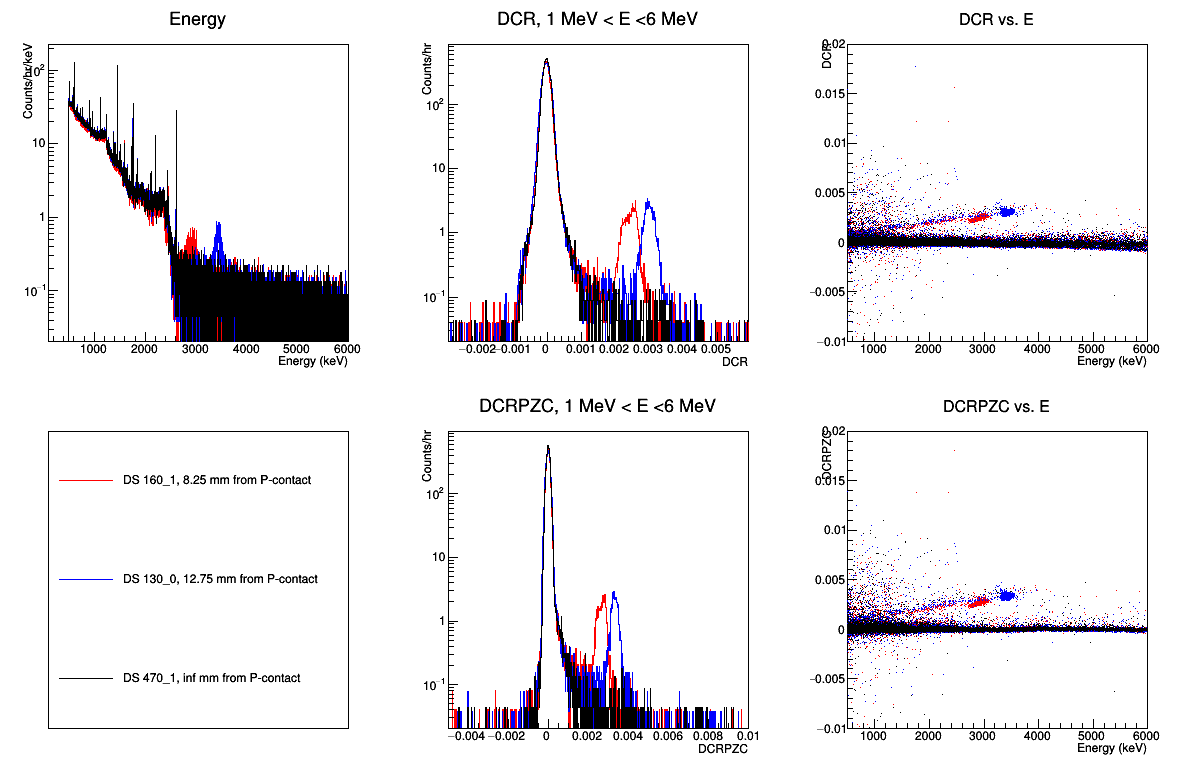 Energy
Counts/hr/keV
10²
10
1
10⁻¹
1000 2000 3000 4000 5000 6000
Energy (keV)
DCR, 1 MeV < E <6 MeV
Counts/hr
10²
10
1
10⁻¹
−0.002 −0.001 0 0.001 0.002 0.003 0.004 0.005
DCR
DCR vs. E
DCR
0.02
0.015
0.01
0.005
0
−0.005
−0.01
1000 2000 3000 4000 5000 6000
Energy (keV)
DS 160_1, 8.25 mm from P-contact
DS 130_0, 12.75 mm from P-contact
DS 470_1, inf mm from P-contact
DCRPZC, 1 MeV < E <6 MeV
Counts/hr
10²
10
1
10⁻¹
−0.004 −0.002 0 0.002 0.004 0.006 0.008 0.01
DCRPZC
DCRPZC vs. E
DCRPZC
0.02
0.015
0.01
0.005
0
−0.005
−0.01
1000 2000 3000 4000 5000 6000
Energy (keV)